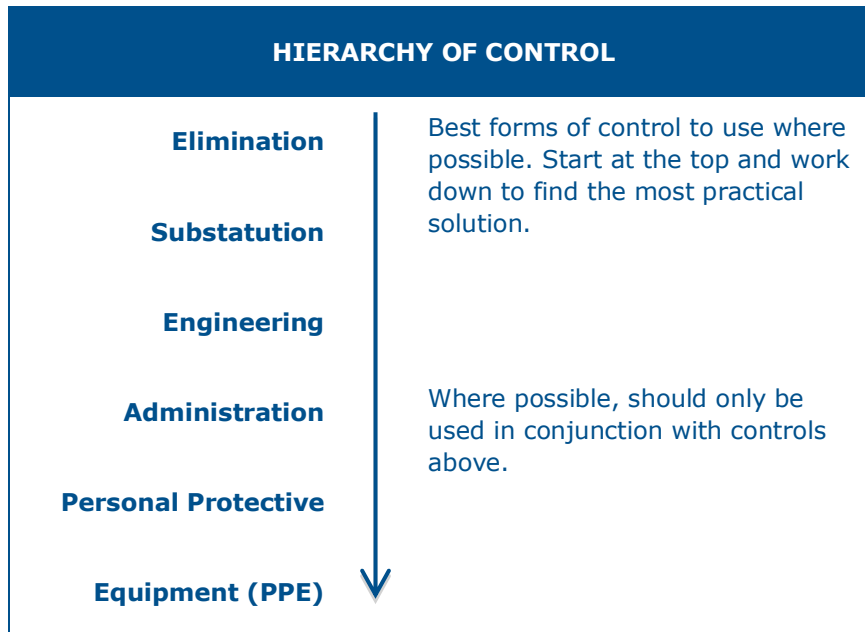 HIERARCHY OF CONTROL
Elimination
Best forms of control to use where
possible. Start at the top and work
down to find the most practical
solution.
Substatution
Engineering
Administration
Where possible, should only be
used in conjunction with controls
above.
Personal Protective
Equipment (PPE)